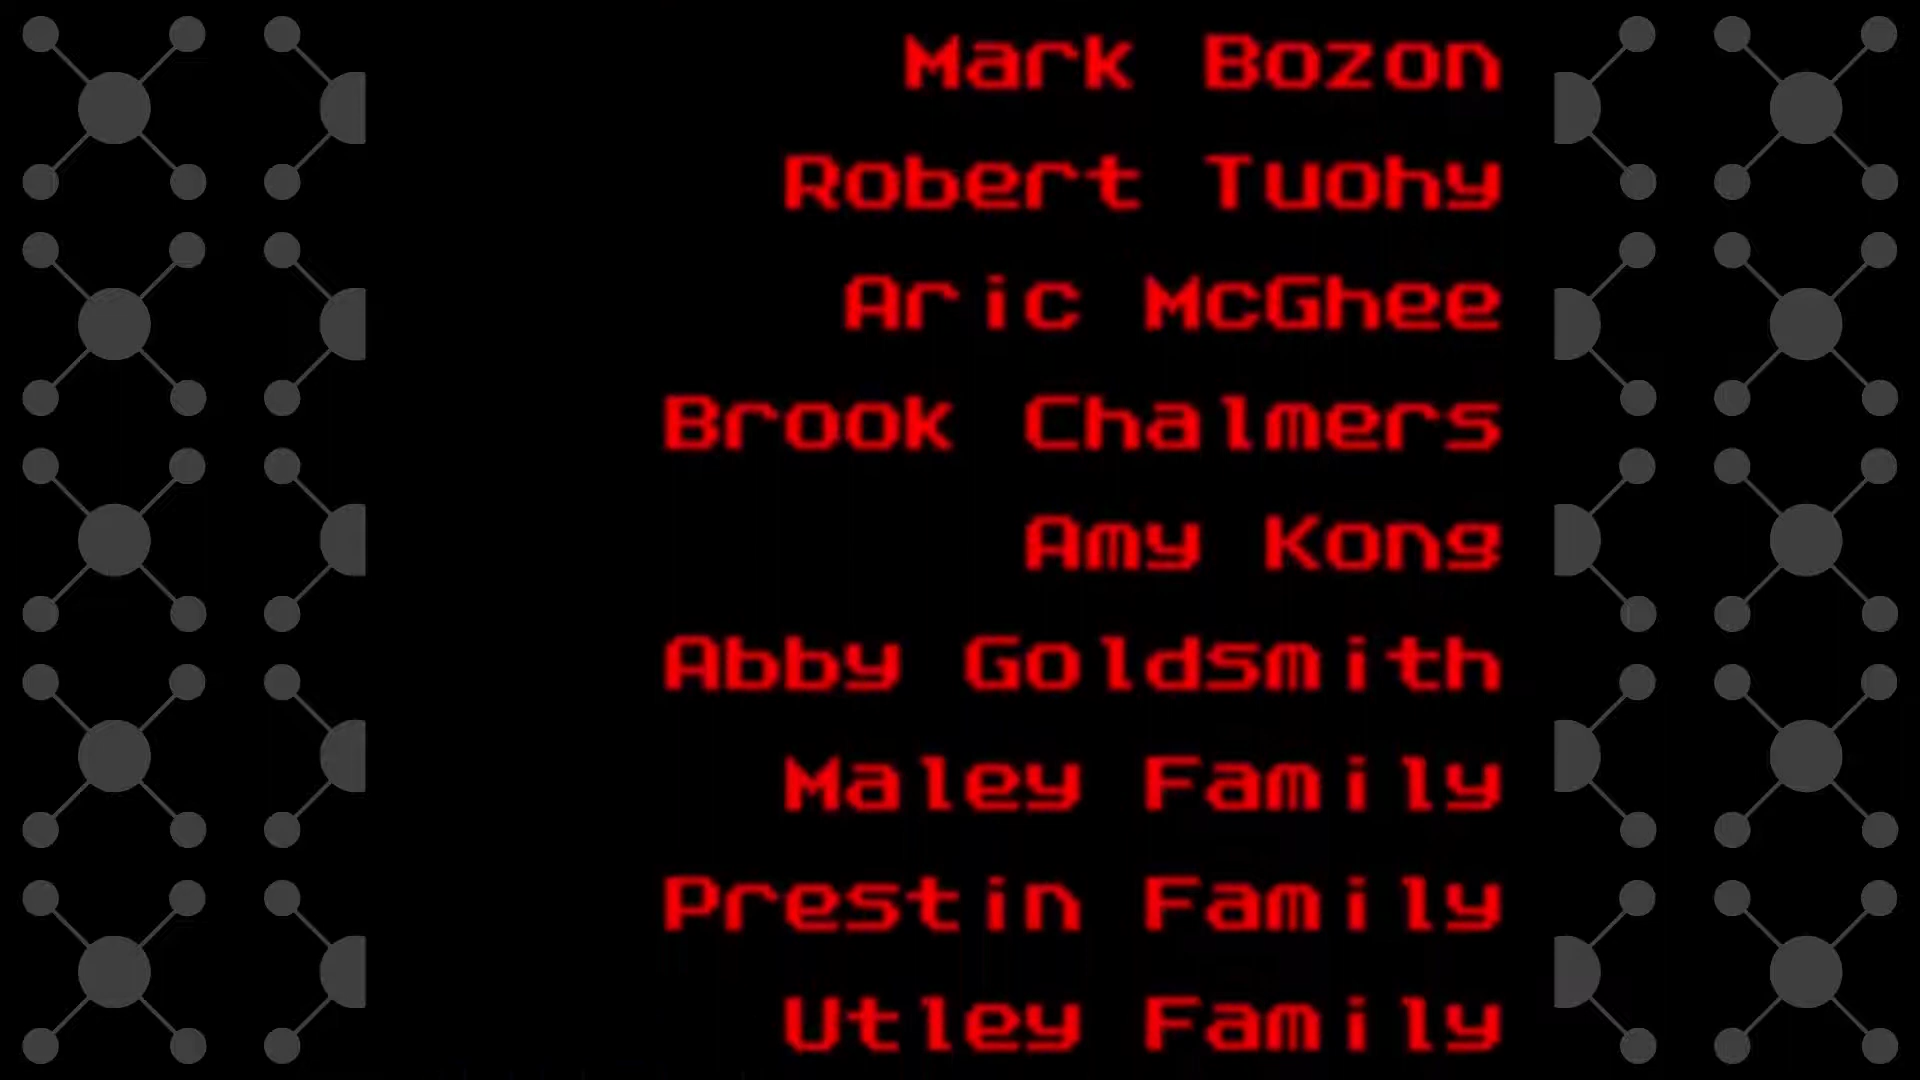 Mark Bozon
Robert Tuohy
Aric McGhee
Brook Chalmers
Amy Kong
Abby Goldsmith
Maley Family
Prestin Family
Utley Family